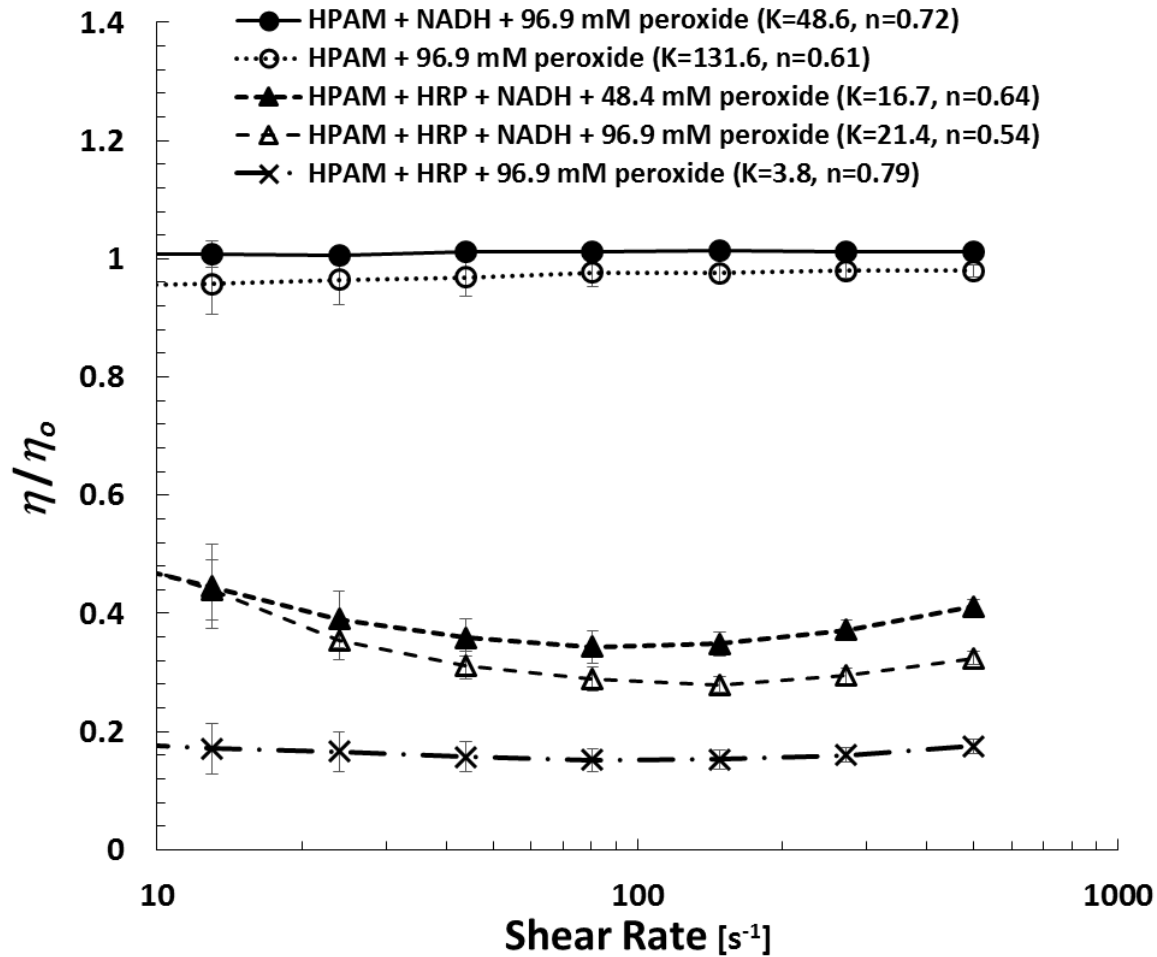 HPAM + NADH + 96.9 mM peroxide (K=48.6, n=0.72)
HPAM + 96.9 mM peroxide (K=131.6, n=0.61)
HPAM + HRP + NADH + 48.4 mM peroxide (K=16.7, n=0.64)
HPAM + HRP + NADH + 96.9 mM peroxide (K=21.4, n=0.54)
HPAM + HRP + 96.9 mM peroxide (K=3.8, n=0.79)
1.4
1.2
1
0.8
0.6
0.4
0.2
0
η/ηo
10
100
1000
Shear Rate [s⁻¹]